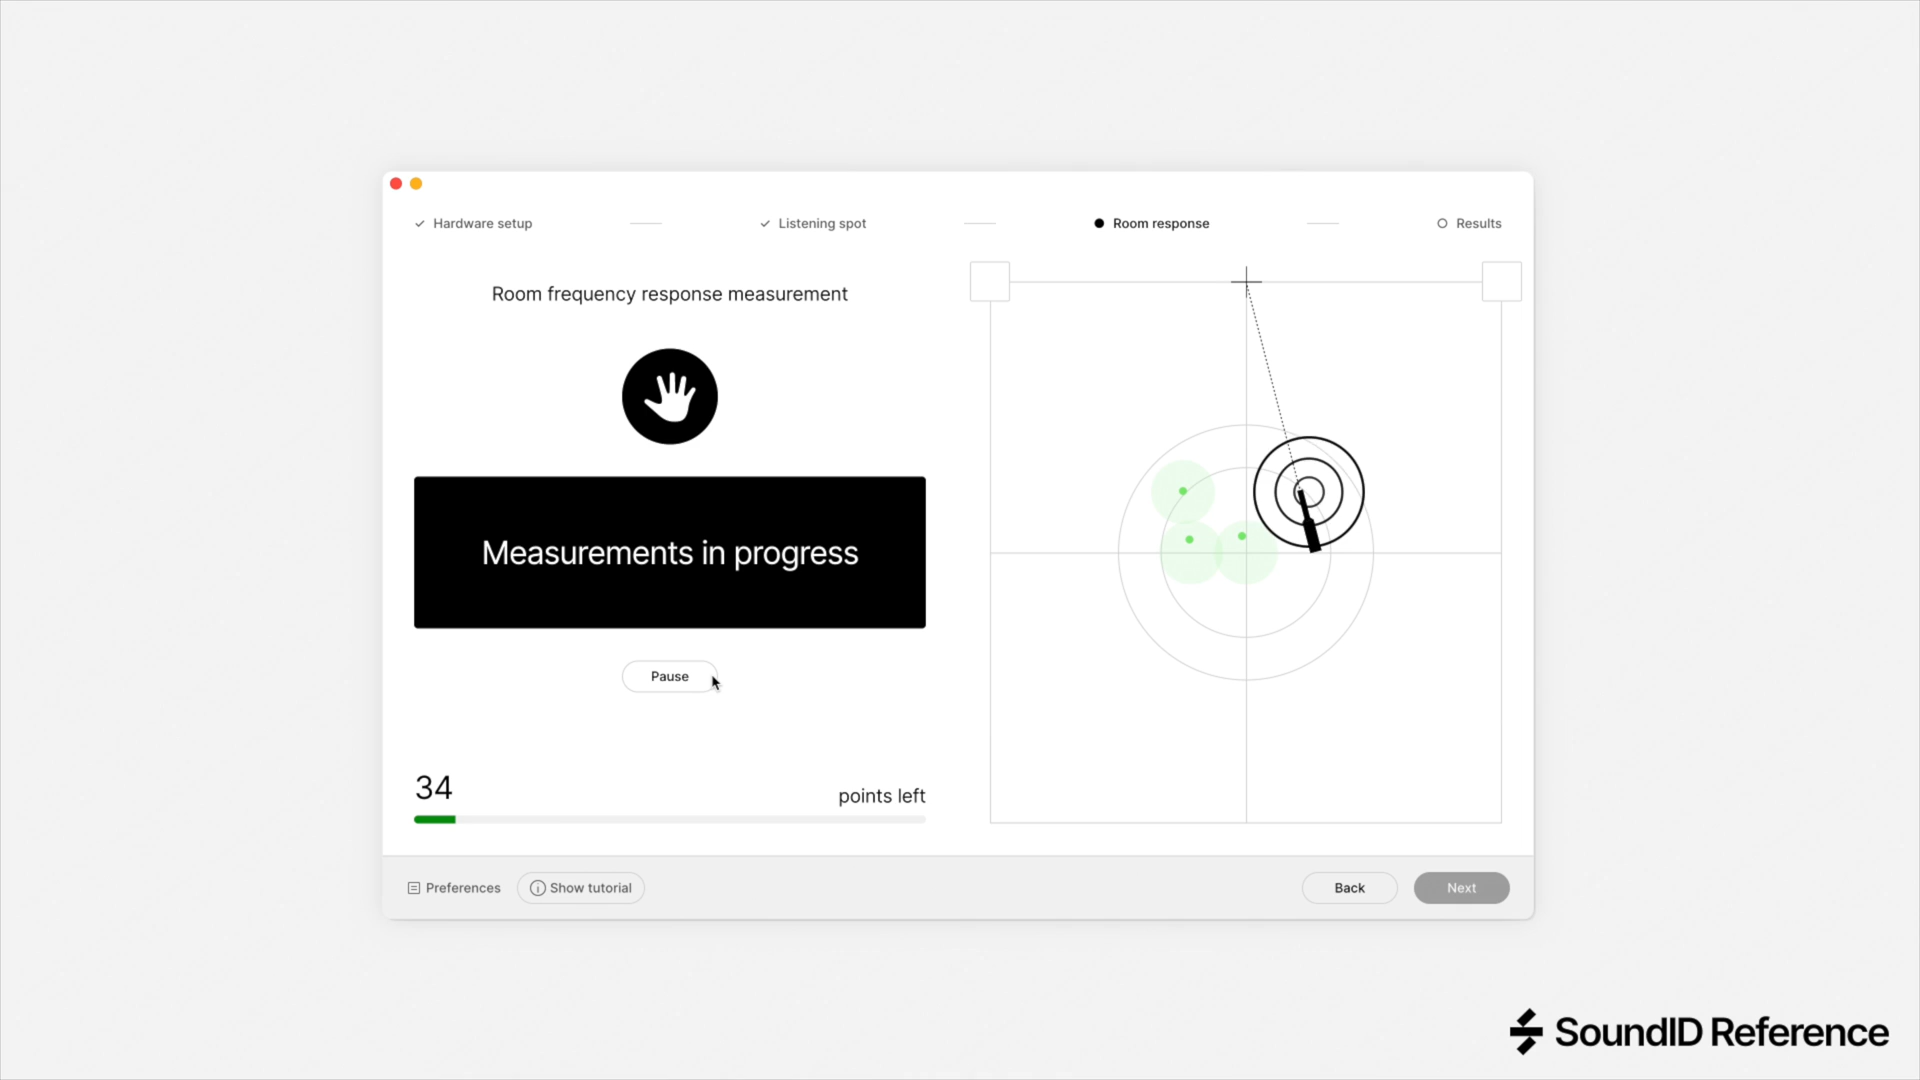 Hardware setup
Listening spot
Room response
Results
Room frequency response measurement
Measurements in progress
Pause
34
points left
Preferences
Show tutorial
Back
Next
SoundID Reference